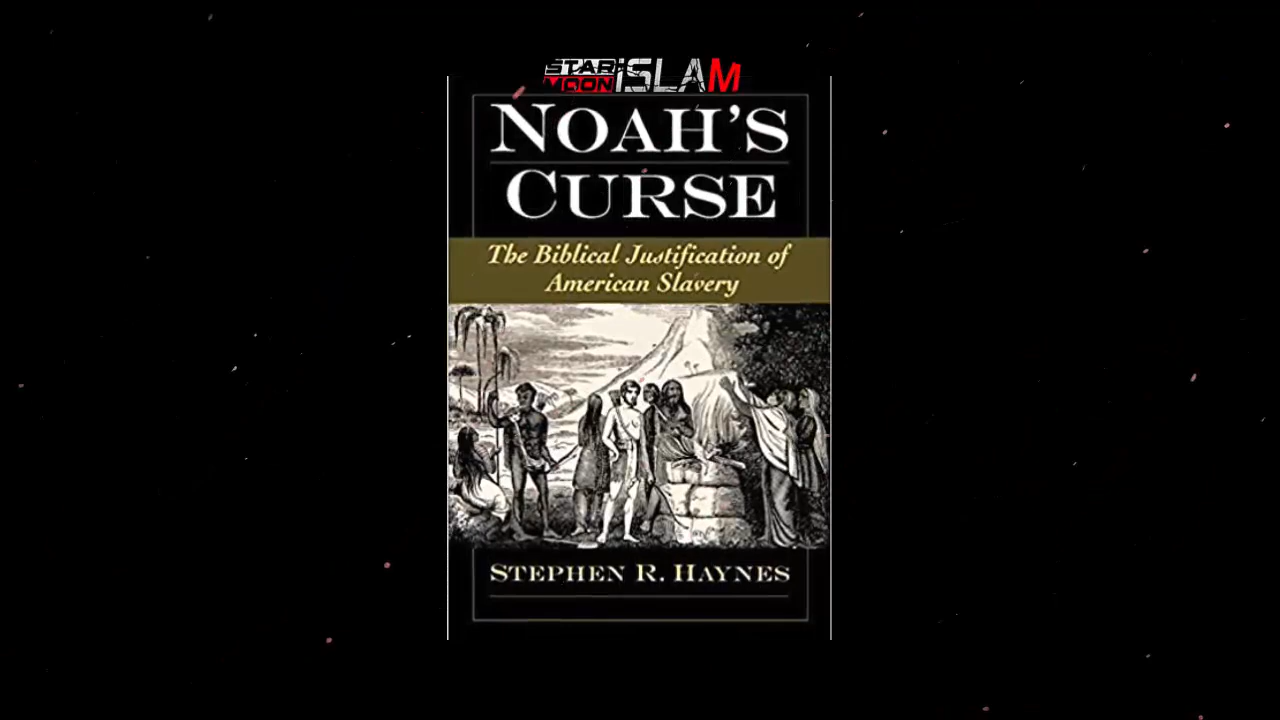 STAR
MOON ISLAM
NOAH'S
CURSE
The Biblical Justification of
American Slavery
STEPHEN R. HAYNES